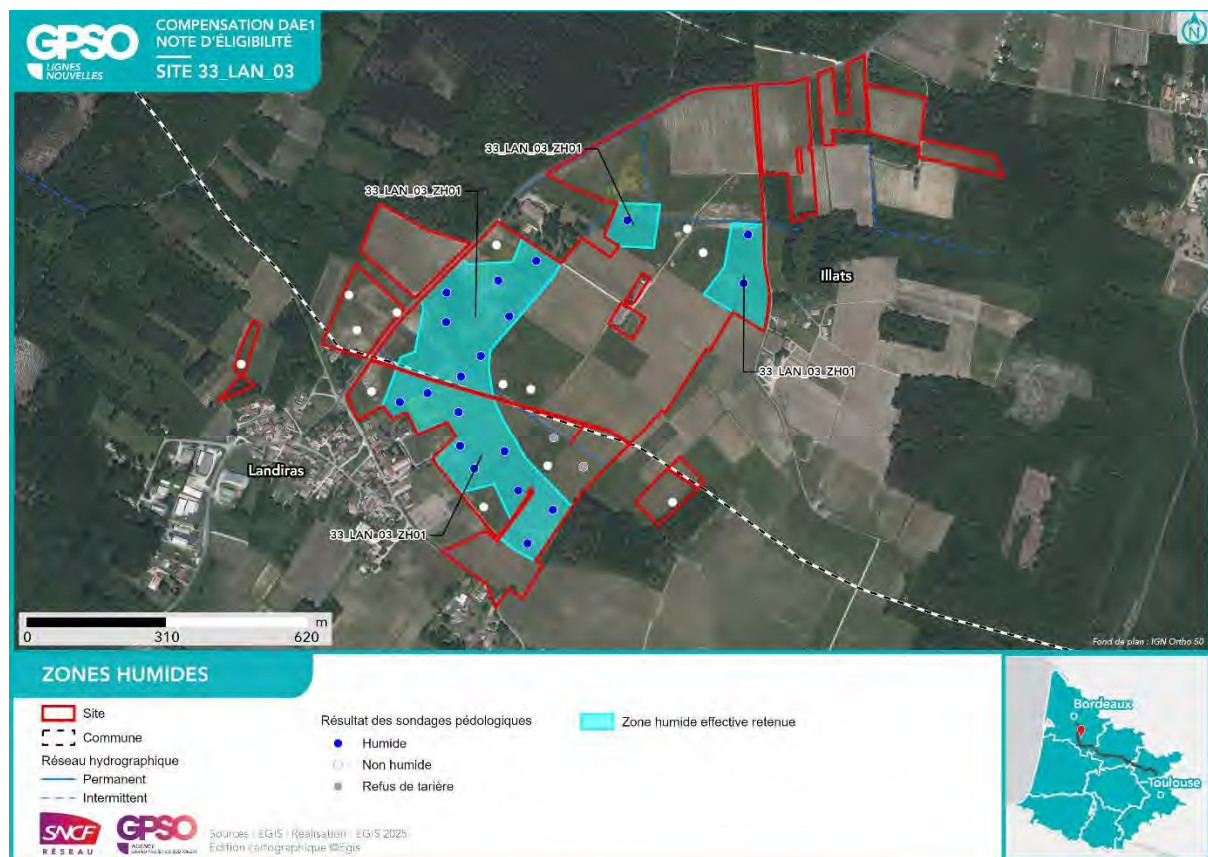 GPSO
LIGNES
NOUVELLES
COMPENSATION DAE1
NOTE D'ÉLIGIBILITÉ
SITE 33_LAN_03
N
33_LAN_03_ZH01
33_LAN_03_ZH01
Illats
33_LAN_03_ZH01
Landiras
33_LAN_03_ZH01
m
0 310 620
Fond de plan : IGN Ortho 50
ZONES HUMIDES
Site
Commune
Réseau hydrographique
Permanent
Intermittent
Résultat des sondages pédologiques
Humide
Non humide
Refus de tarière
Zone humide effective retenue
Bordeaux
Toulouse
SNCF
RÉSEAU
GPSO
Sources : EGIS - Réalisation : EGIS 2025
Edition cartographique ©Egis